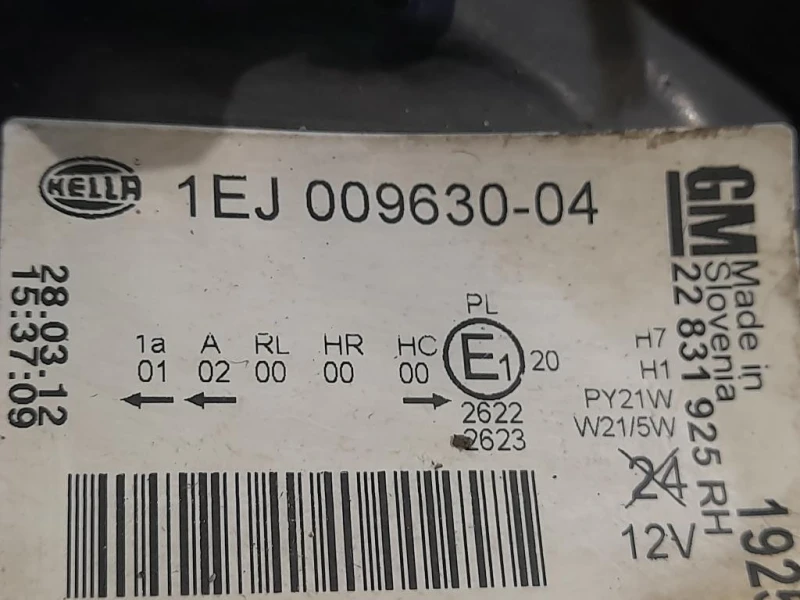 HELLA
1EJ 009630-04
GM
Made in
Slovenia
22 831 925 RH
28.03.12
15:37:09
1a A RL HR HC
01 02 00 00 00
PL
E1 20
2622
2623
H7
H1
PY21W
W21/5W
24
12V